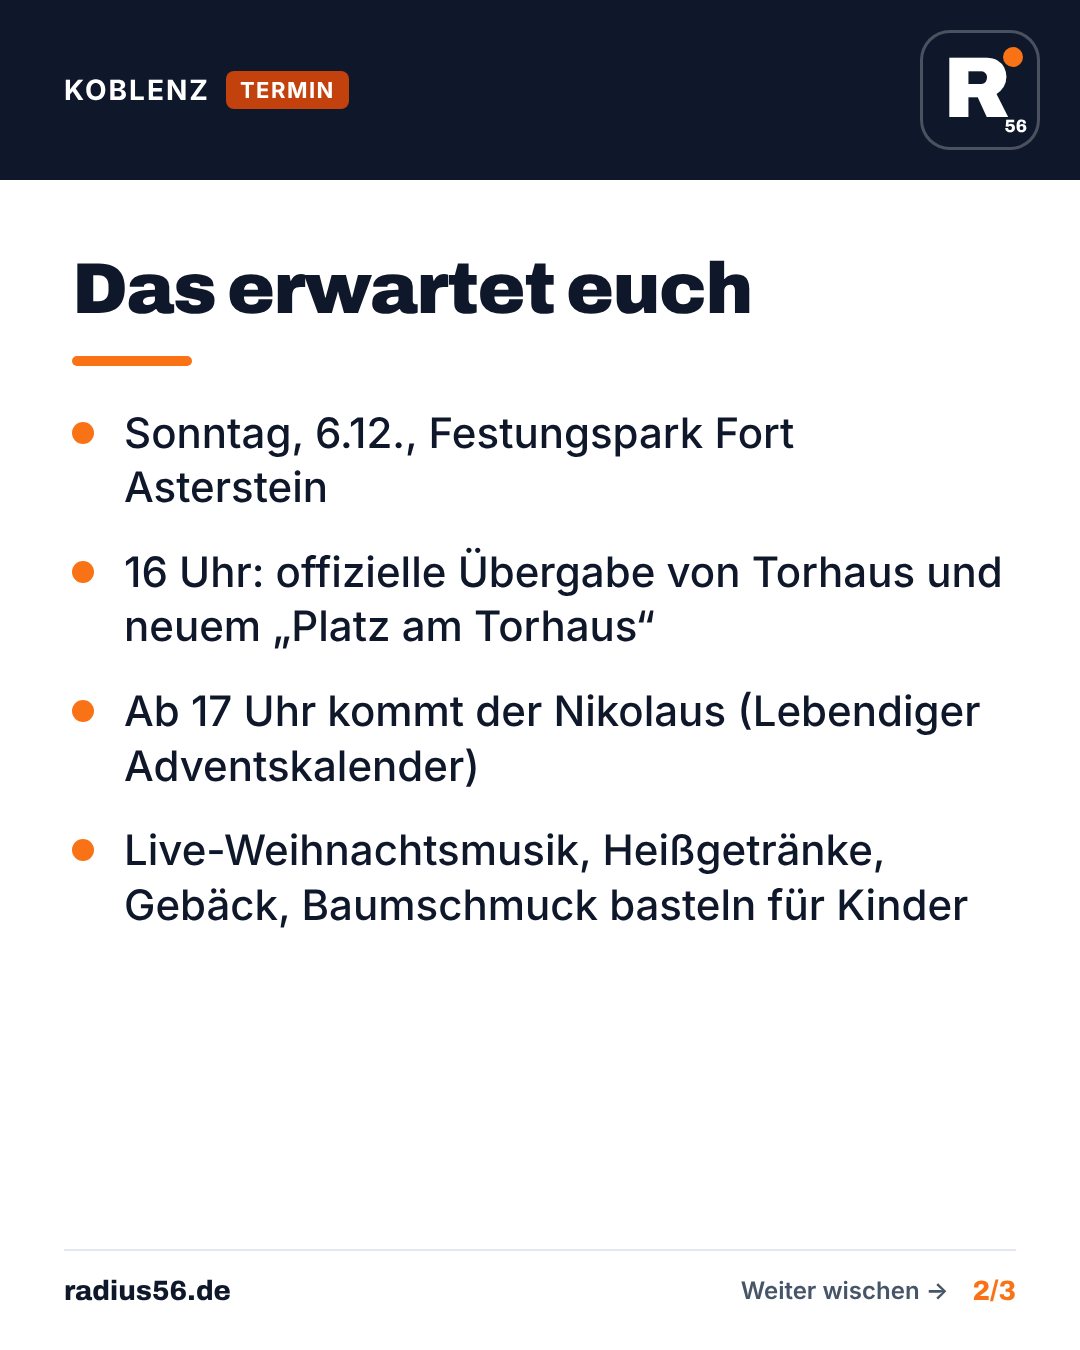 KOBLENZ TERMIN
R
56
Das erwartet euch
Sonntag, 6.12., Festungspark Fort
Asterstein
16 Uhr: offizielle Übergabe von Torhaus und
neuem „Platz am Torhaus“
Ab 17 Uhr kommt der Nikolaus (Lebendiger
Adventskalender)
Live-Weihnachtsmusik, Heißgetränke,
Gebäck, Baumschmuck basteln für Kinder
radius56.de
Weiter wischen → 2/3